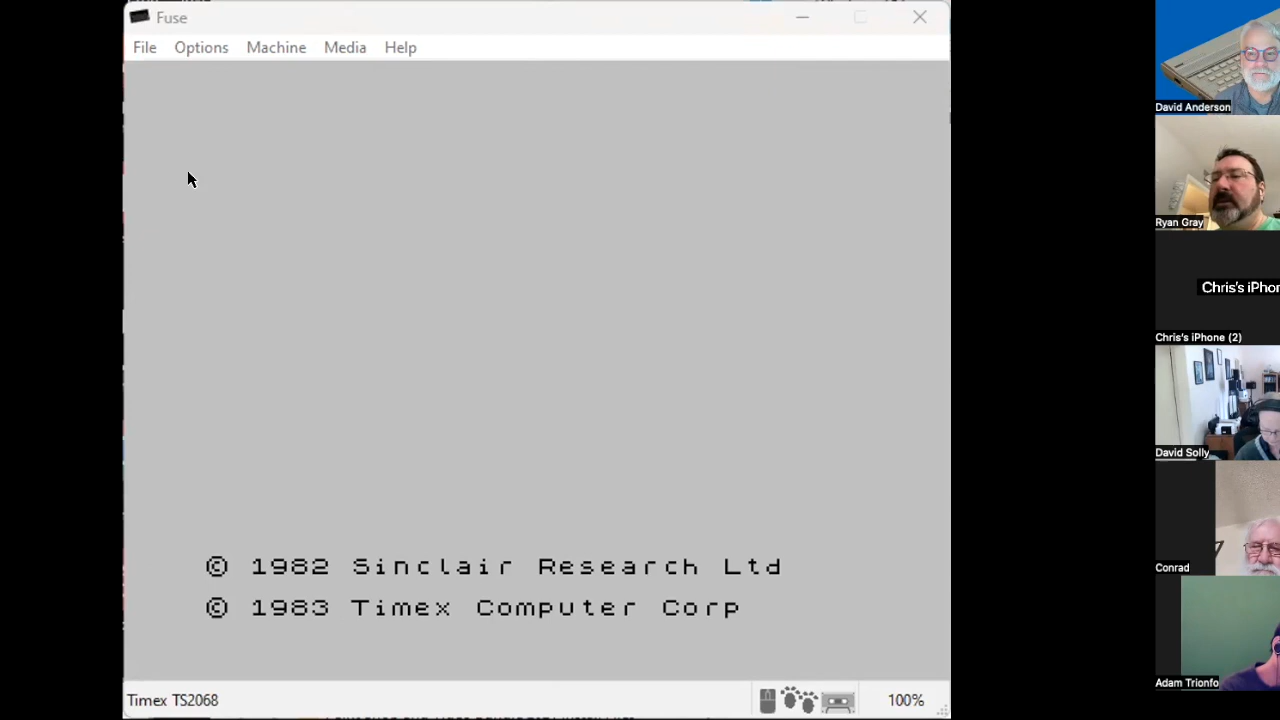 Fuse
File Options Machine Media Help
© 1982 Sinclair Research Ltd
© 1983 Timex Computer Corp
Timex TS2068
100%
David Anderson
Ryan Gray
Chris's iPhon
Chris's iPhone (2)
David Solly
Conrad
Adam Trionfo